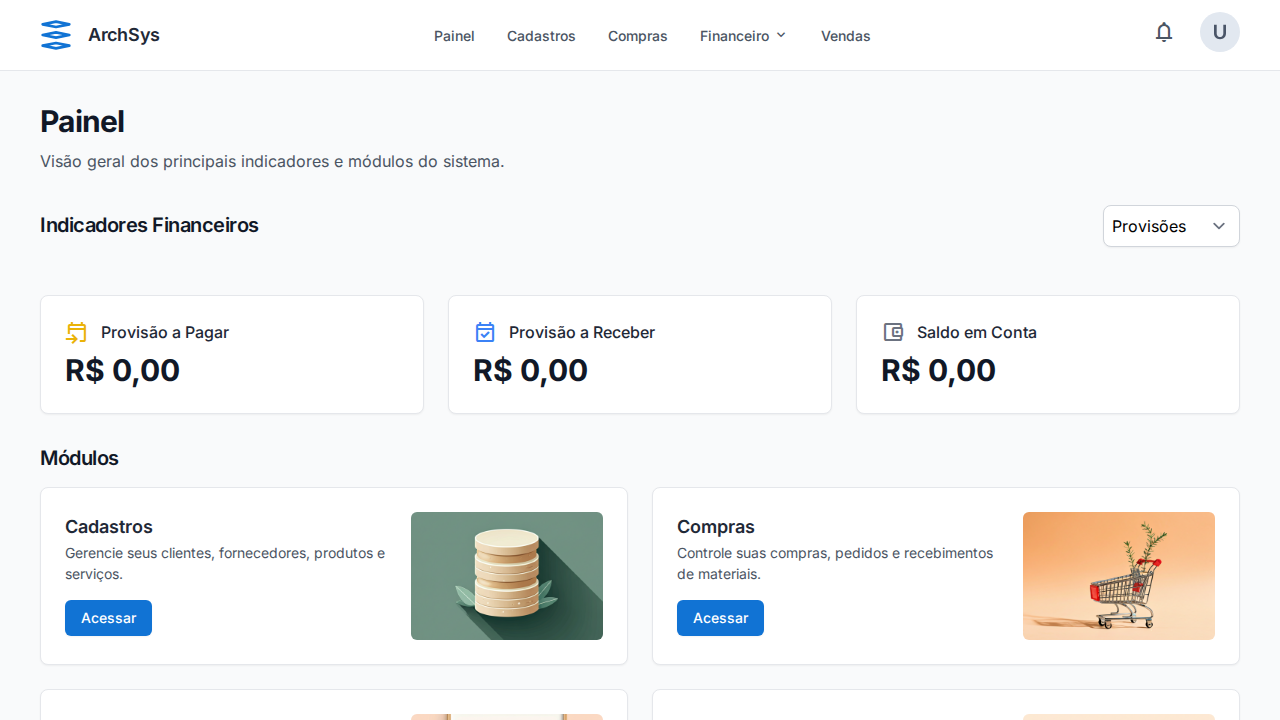 ArchSys
Painel
Cadastros
Compras
Financeiro
Vendas
U
Painel
Visão geral dos principais indicadores e módulos do sistema.
Indicadores Financeiros
Provisões
Provisão a Pagar
R$ 0,00
Provisão a Receber
R$ 0,00
Saldo em Conta
R$ 0,00
Módulos
Cadastros
Gerencie seus clientes, fornecedores, produtos e
serviços.
Acessar
Compras
Controle suas compras, pedidos e recebimentos
de materiais.
Acessar